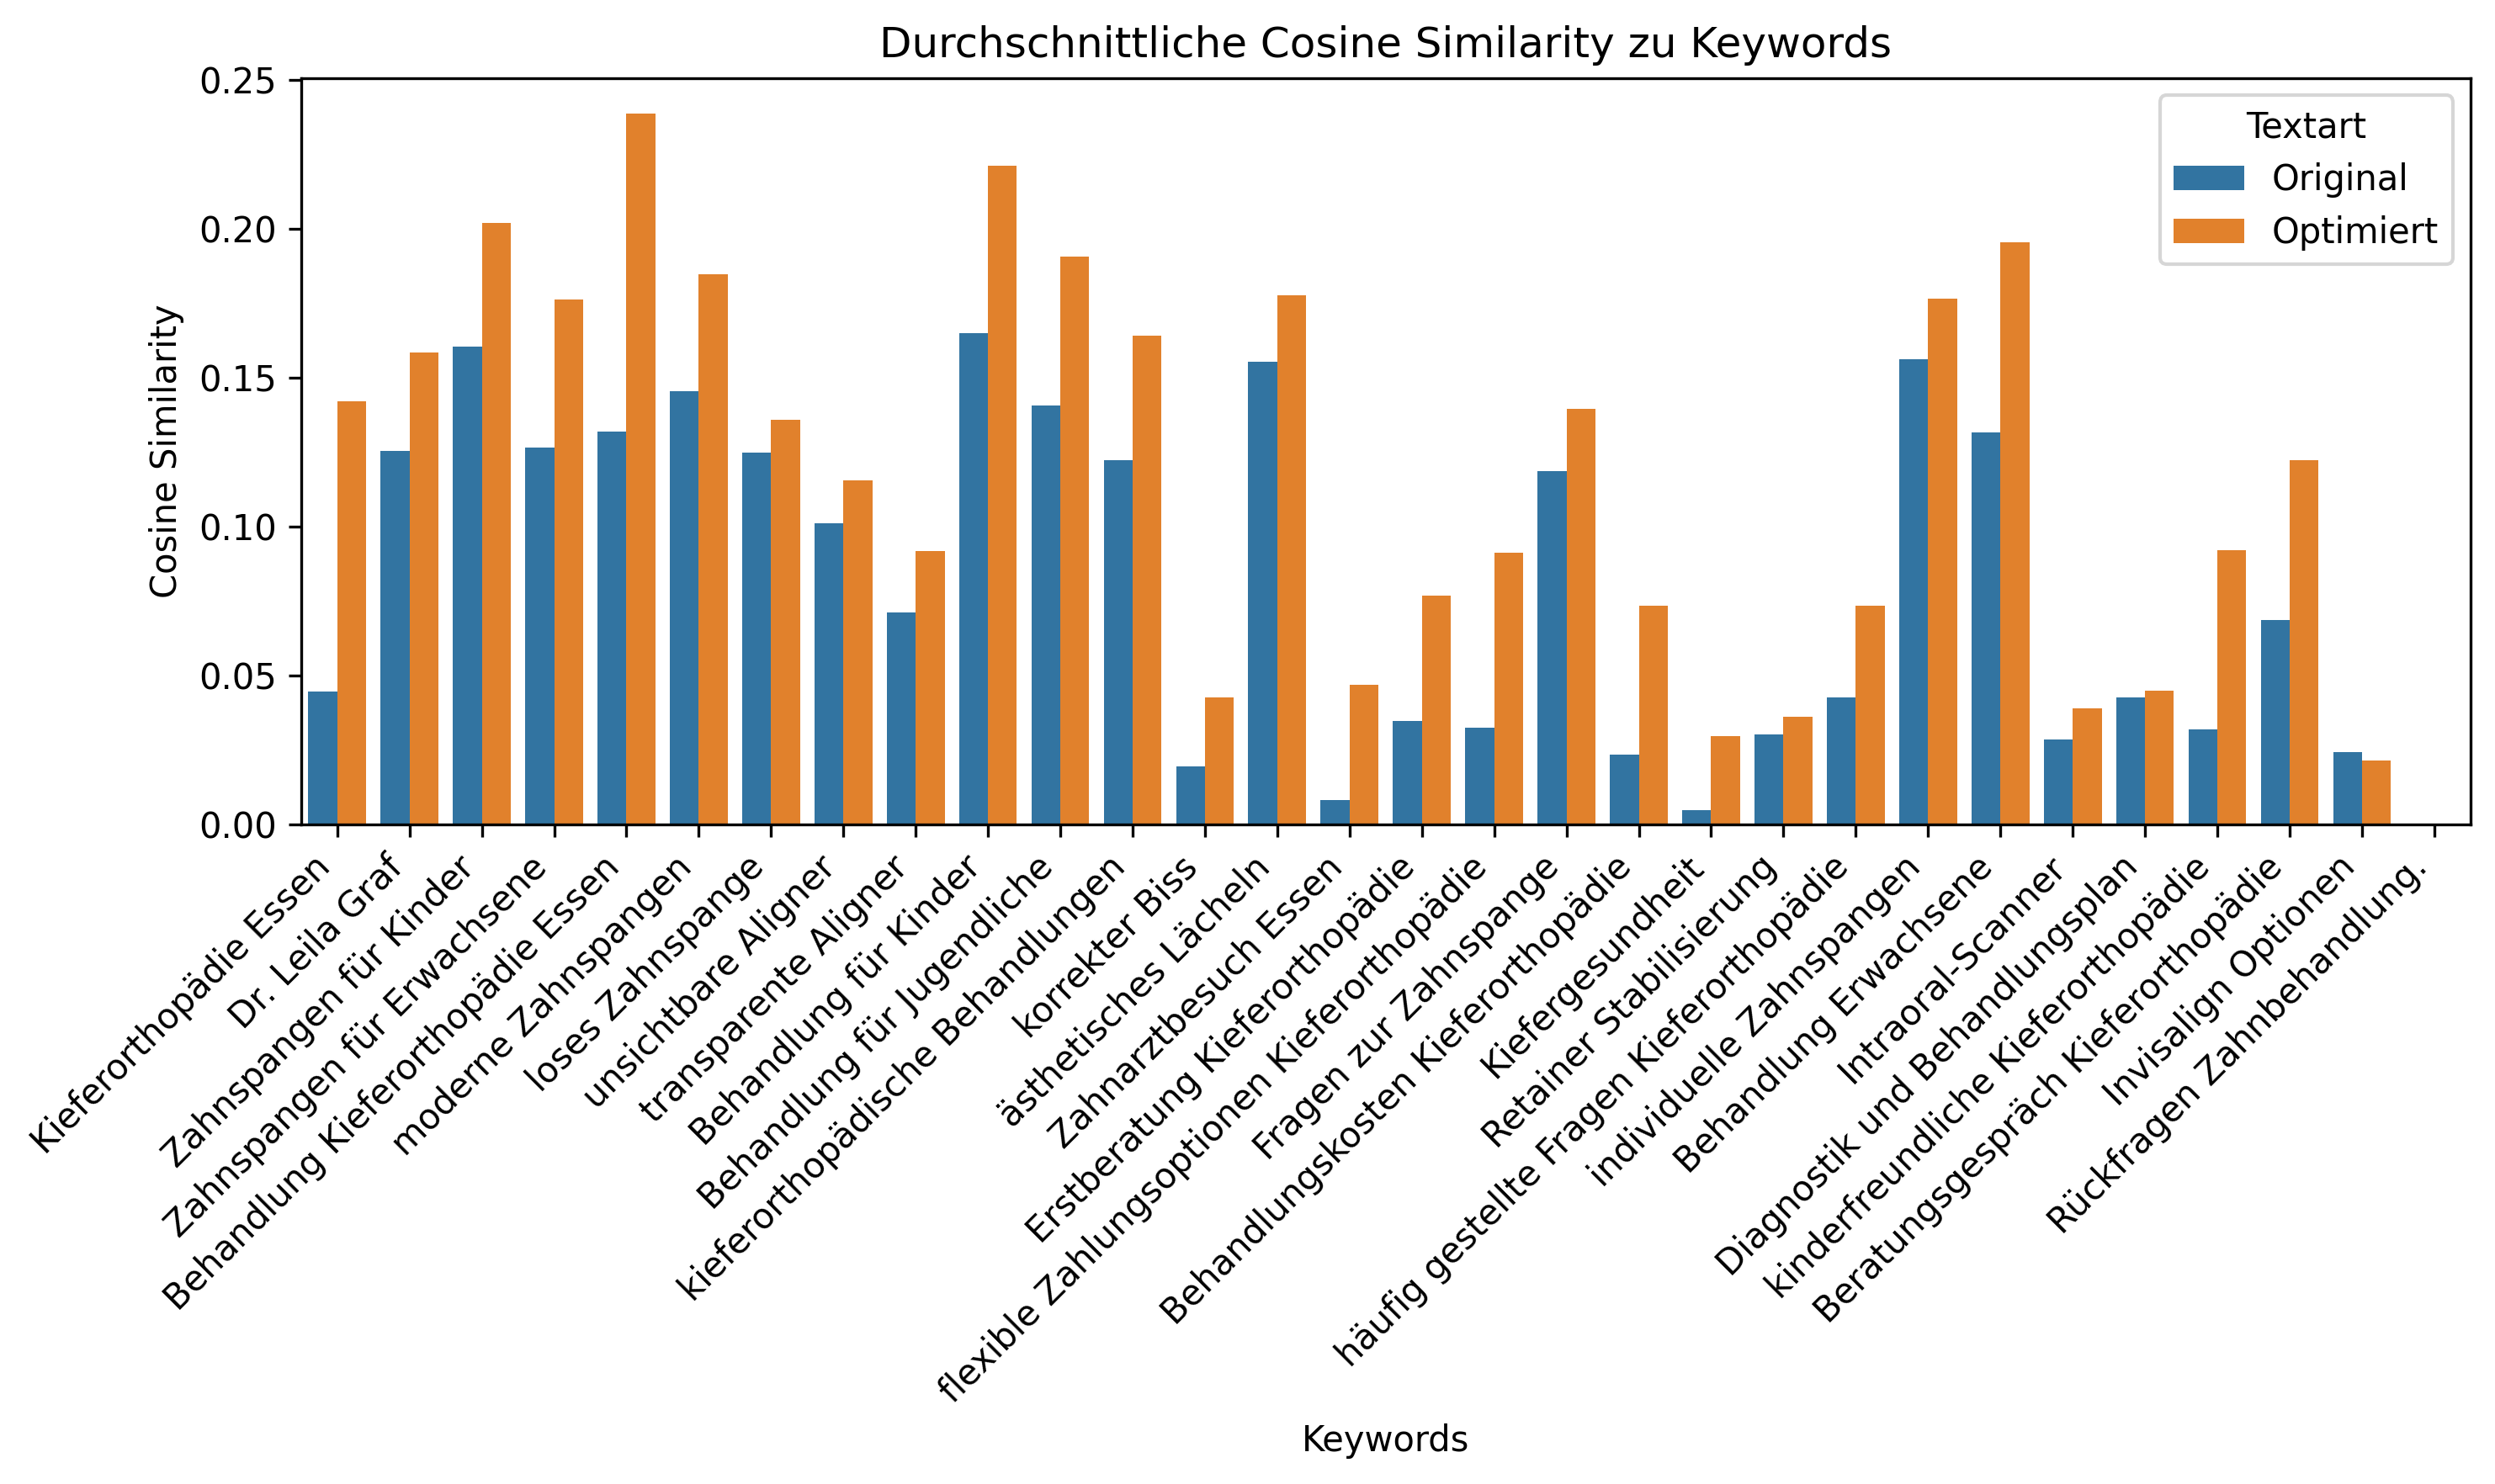 Durchschnittliche Cosine Similarity zu Keywords
0.25
0.20
0.15
0.10
0.05
0.00
Cosine Similarity
Textart
Original
Optimiert
Kieferorthopädie Essen
Dr. Leila Graf
Zahnspangen für Kinder
Zahnspangen für Erwachsene
Behandlung Kieferorthopädie Essen
moderne Zahnspangen
loses Zahnspange
unsichtbare Aligner
transparente Aligner
Behandlung für Kinder
Behandlung für Jugendliche
kieferorthopädische Behandlungen
korrekter Biss
ästhetisches Lächeln
Zahnarztbesuch Essen
Erstberatung Kieferorthopädie
flexible Zahlungsoptionen Kieferorthopädie
Fragen zur Zahnspange
Behandlungskosten Kieferorthopädie
Kiefergesundheit
Retainer Stabilisierung
häufig gestellte Fragen Kieferorthopädie
individuelle Zahnspangen
Behandlung Erwachsene
Intraoral-Scanner
Diagnostik und Behandlungsplan
kinderfreundliche Kieferorthopädie
Beratungsgespräch Kieferorthopädie
Invisalign Optionen
Rückfragen Zahnbehandlung.
Keywords